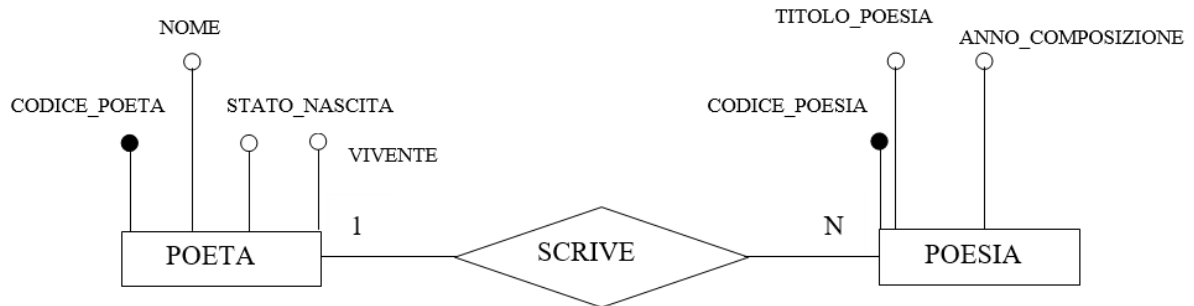 TITOLO_POESIA
NOME
ANNO_COMPOSIZIONE
CODICE_POETA
STATO_NASCITA
CODICE_POESIA
VIVENTE
1
N
POETA
SCRIVE
POESIA